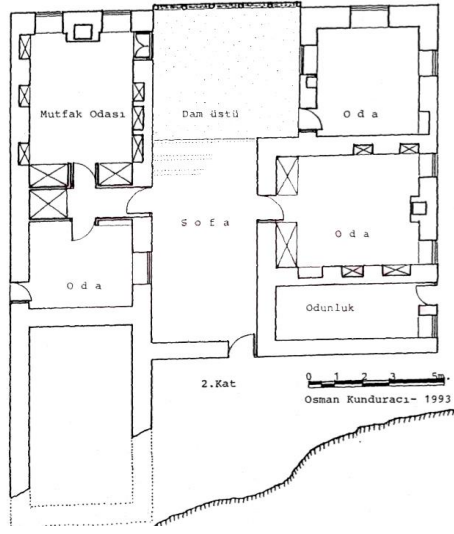 Mutfak Odası
Dam üstü
O d a
S o f a
O d a
O d a
Odunluk
2.Kat
0 1 2 3 5m.
Osman Kunduracı- 1993